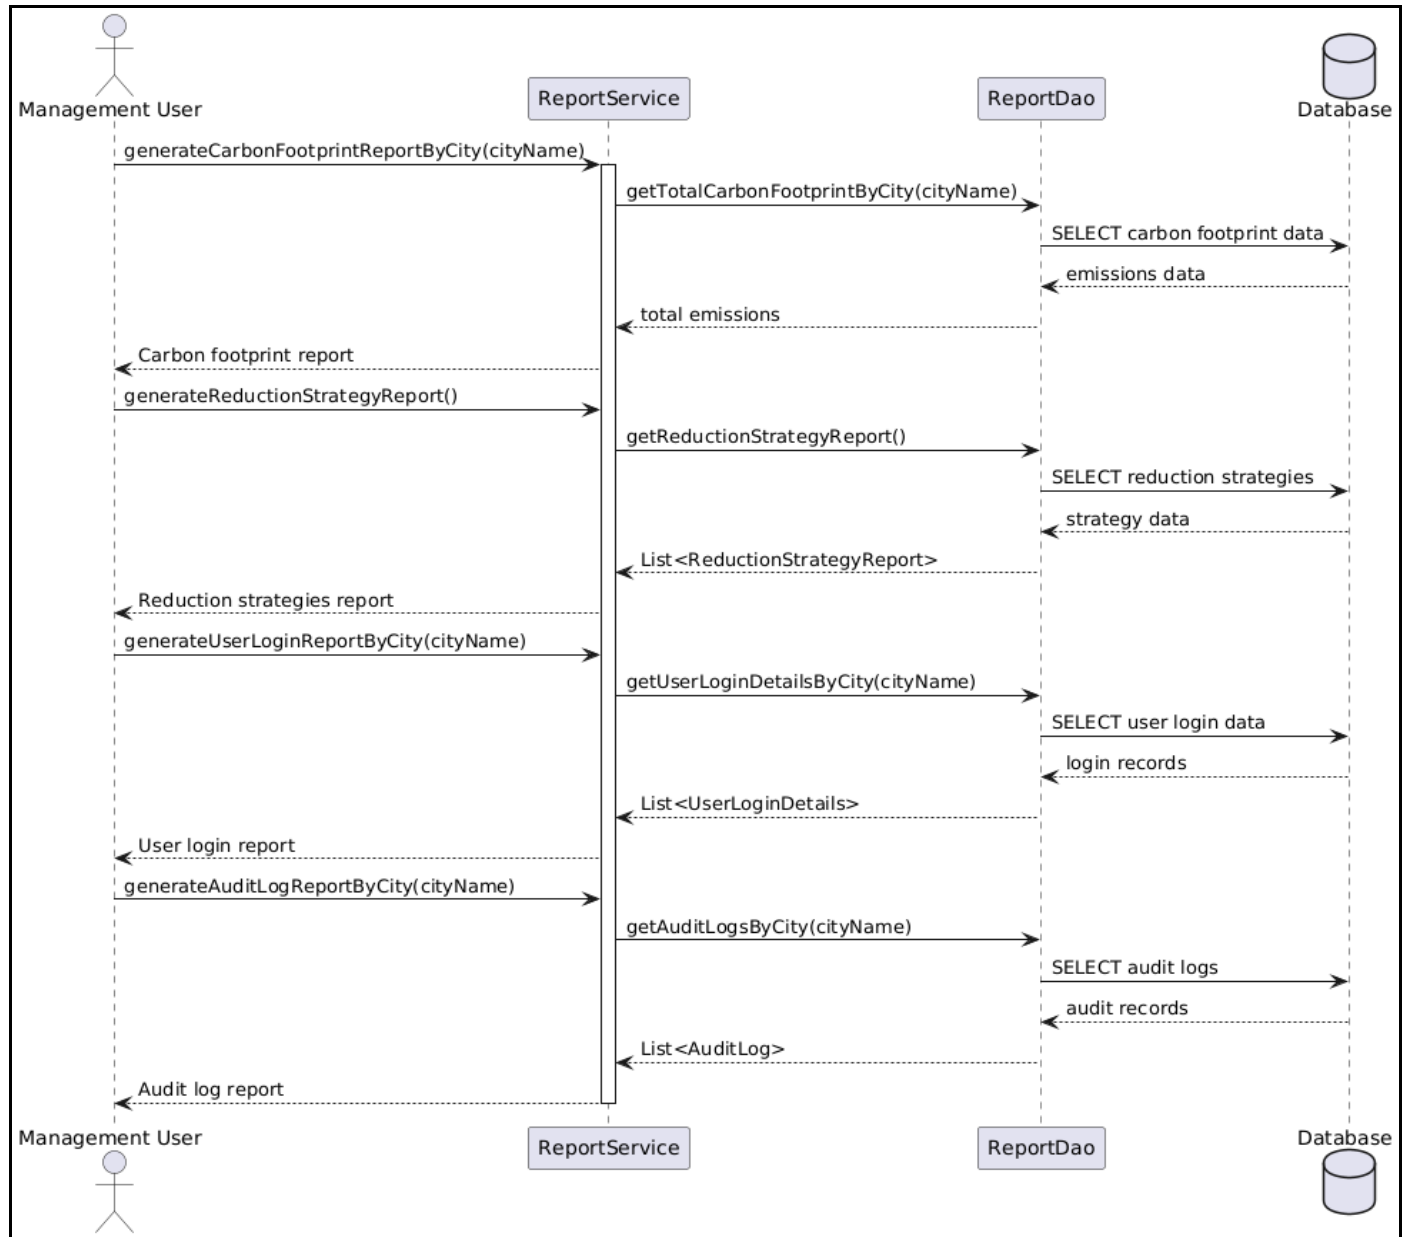 Management User
ReportService
ReportDao
Database
generateCarbonFootprintReportByCity(cityName)
getTotalCarbonFootprintByCity(cityName)
SELECT carbon footprint data
emissions data
total emissions
Carbon footprint report
generateReductionStrategyReport()
getReductionStrategyReport()
SELECT reduction strategies
strategy data
List<ReductionStrategyReport>
Reduction strategies report
generateUserLoginReportByCity(cityName)
getUserLoginDetailsByCity(cityName)
SELECT user login data
login records
List<UserLoginDetails>
User login report
generateAuditLogReportByCity(cityName)
getAuditLogsByCity(cityName)
SELECT audit logs
audit records
List<AuditLog>
Audit log report
Management User
ReportService
ReportDao
Database